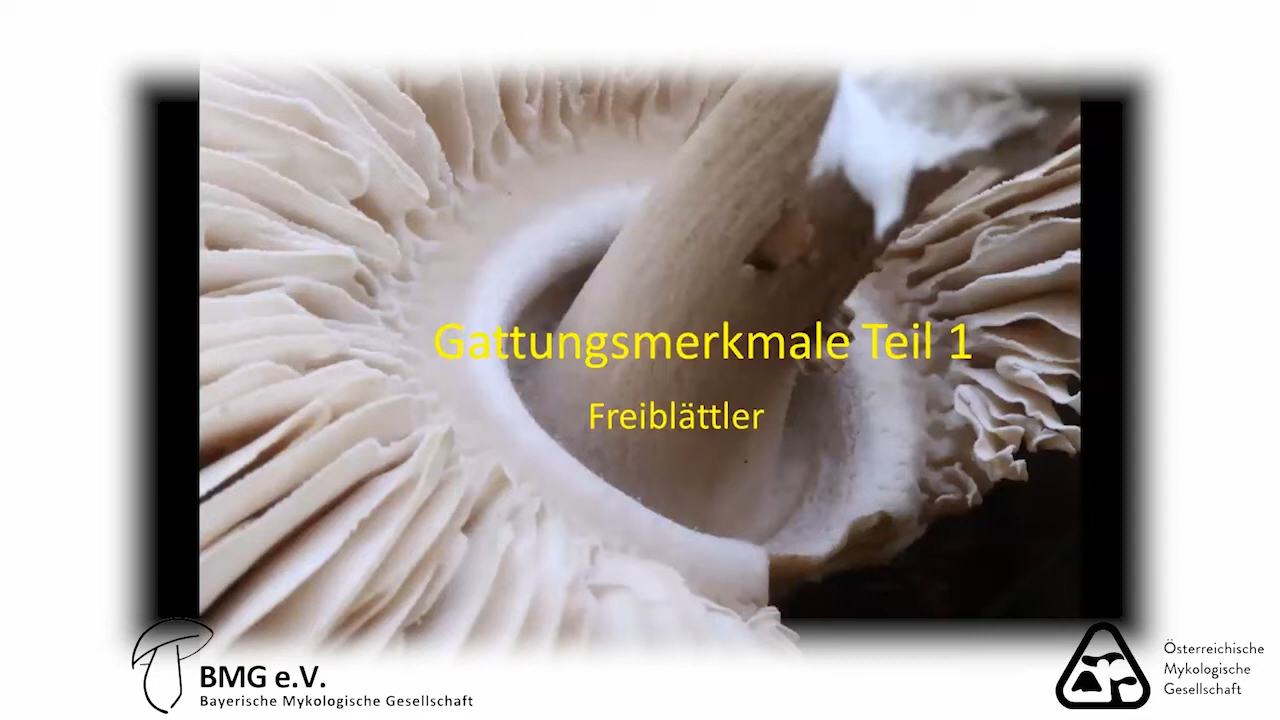 Gattungsmerkmale Teil 1
Freiblättler
BMG e.V.
Bayerische Mykologische Gesellschaft
Österreichische
Mykologische
Gesellschaft